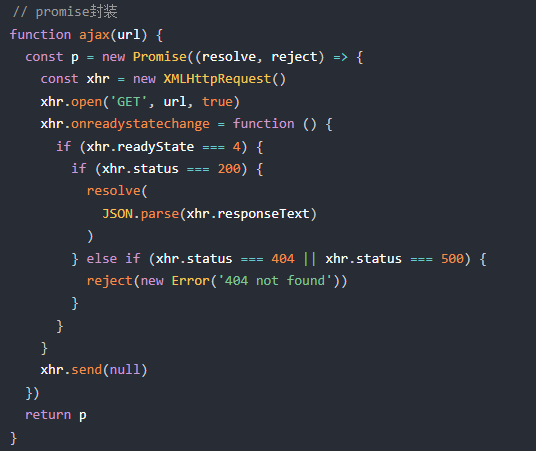 // promise封装
function ajax(url) {
  const p = new Promise((resolve, reject) => {
    const xhr = new XMLHttpRequest()
    xhr.open('GET', url, true)
    xhr.onreadystatechange = function () {
      if (xhr.readyState === 4) {
        if (xhr.status === 200) {
          resolve(
            JSON.parse(xhr.responseText)
          )
        } else if (xhr.status === 404 || xhr.status === 500) {
          reject(new Error('404 not found'))
        }
      }
    }
    xhr.send(null)
  })
  return p
}